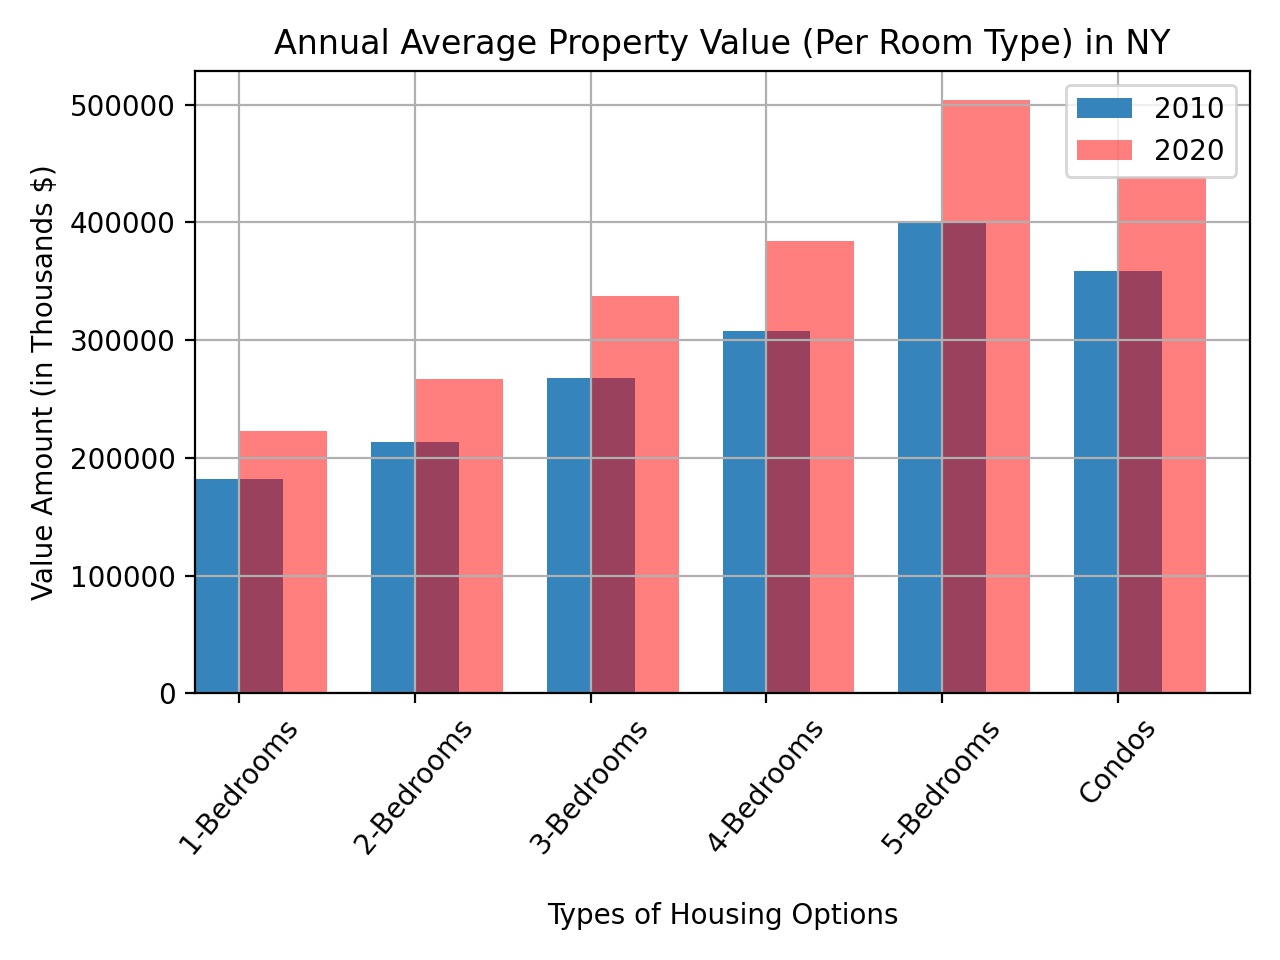 Annual Average Property Value (Per Room Type) in NY
2010
2020
Value Amount (in Thousands $)
500000
400000
300000
200000
100000
0
1-Bedrooms
2-Bedrooms
3-Bedrooms
4-Bedrooms
5-Bedrooms
Condos
Types of Housing Options